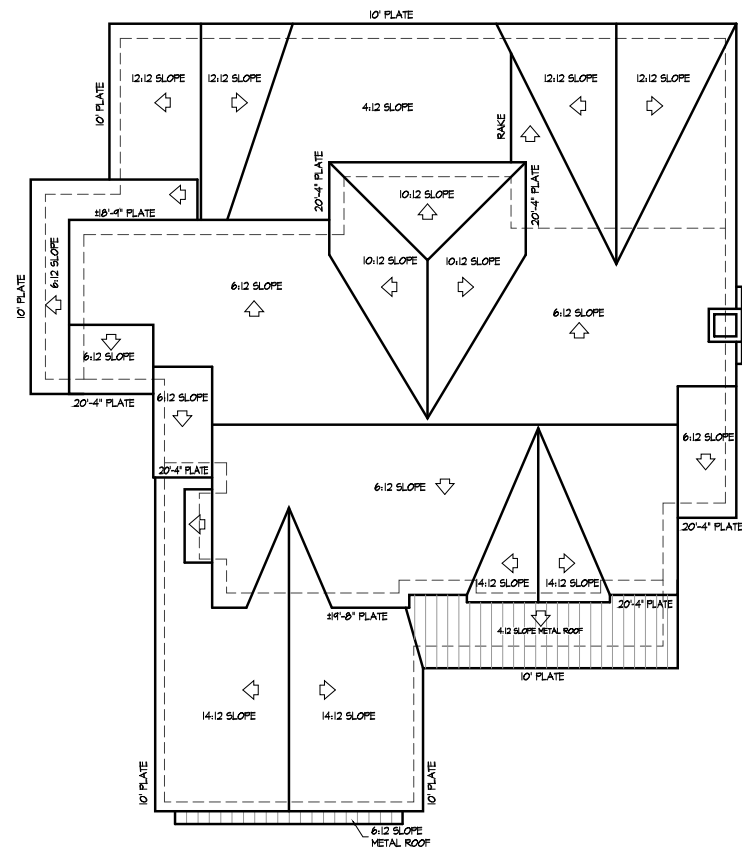 10' PLATE
12:12 SLOPE
12:12 SLOPE
12:12 SLOPE
12:12 SLOPE
10' PLATE
4:12 SLOPE
RAKE
20'-4" PLATE
10:12 SLOPE
20'-4" PLATE
±18'-9" PLATE
6:12 SLOPE
10' PLATE
10:12 SLOPE
10:12 SLOPE
6:12 SLOPE
6:12 SLOPE
6:12 SLOPE
20'-4" PLATE
6:12 SLOPE
6:12 SLOPE
20'-4" PLATE
6:12 SLOPE
20'-4" PLATE
14:12 SLOPE
14:12 SLOPE
20'-4" PLATE
±19'-8" PLATE
4:12 SLOPE METAL ROOF
10' PLATE
14:12 SLOPE
14:12 SLOPE
10' PLATE
10' PLATE
6:12 SLOPE
METAL ROOF